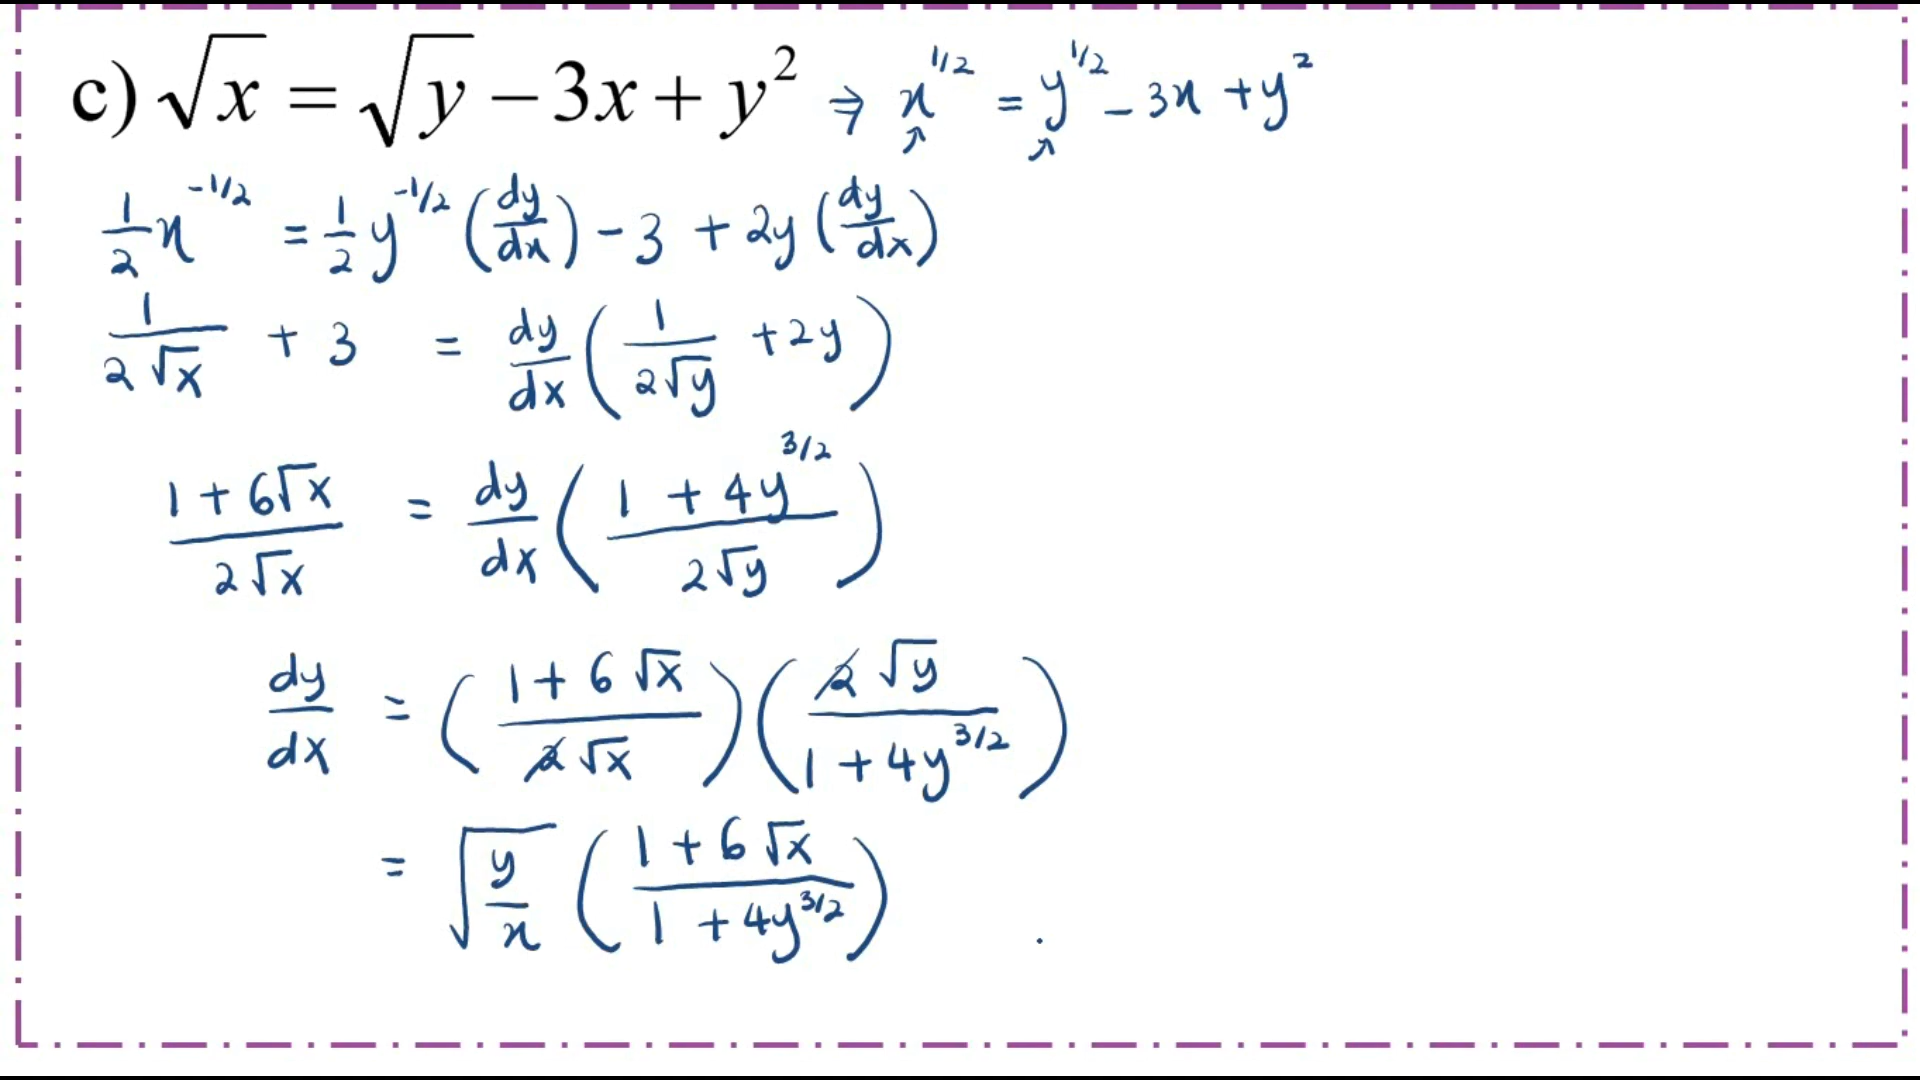 c) √x = √y − 3x + y² ⇒ x^1/2 = y^1/2 − 3x + y²
1/2 x^-1/2 = 1/2 y^-1/2 (dy/dx) − 3 + 2y (dy/dx)
1/(2√x) + 3 = dy/dx (1/(2√y) + 2y)
(1 + 6√x)/(2√x) = dy/dx ((1 + 4y^3/2)/(2√y))
dy/dx = ((1 + 6√x)/(2√x)) ((2√y)/(1 + 4y^3/2))
= √(y/x) ((1 + 6√x)/(1 + 4y^3/2))